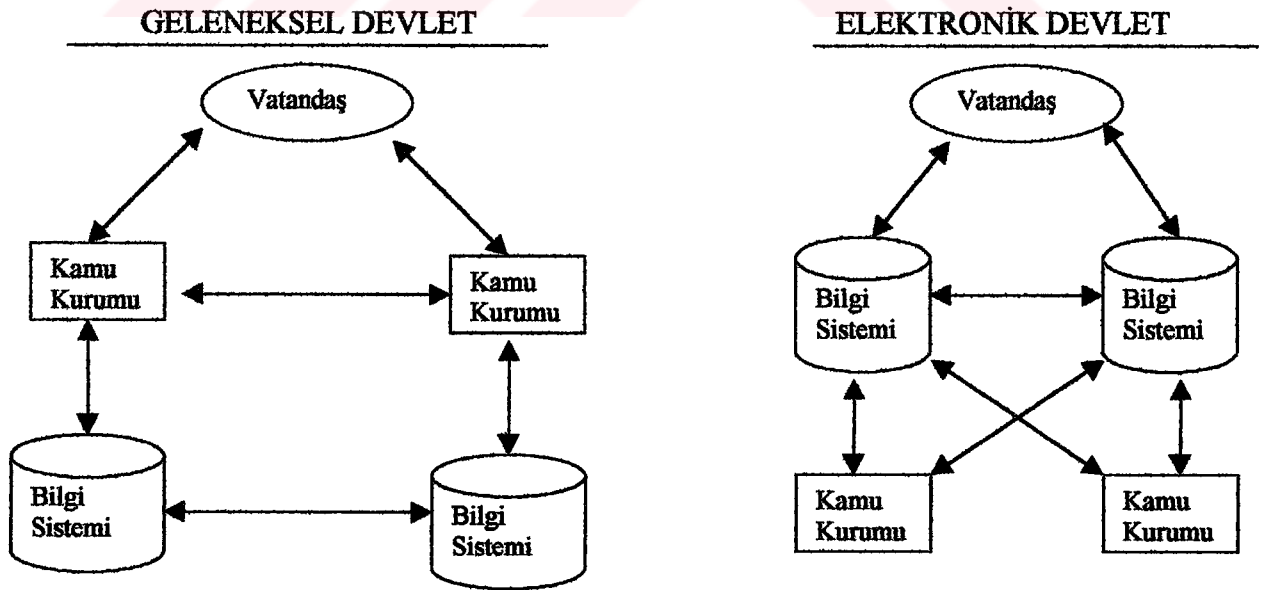 GELENEKSEL DEVLET
Vatandaş
Kamu
Kurumu
Kamu
Kurumu
Bilgi
Sistemi
Bilgi
Sistemi
ELEKTRONİK DEVLET
Vatandaş
Bilgi
Sistemi
Bilgi
Sistemi
Kamu
Kurumu
Kamu
Kurumu